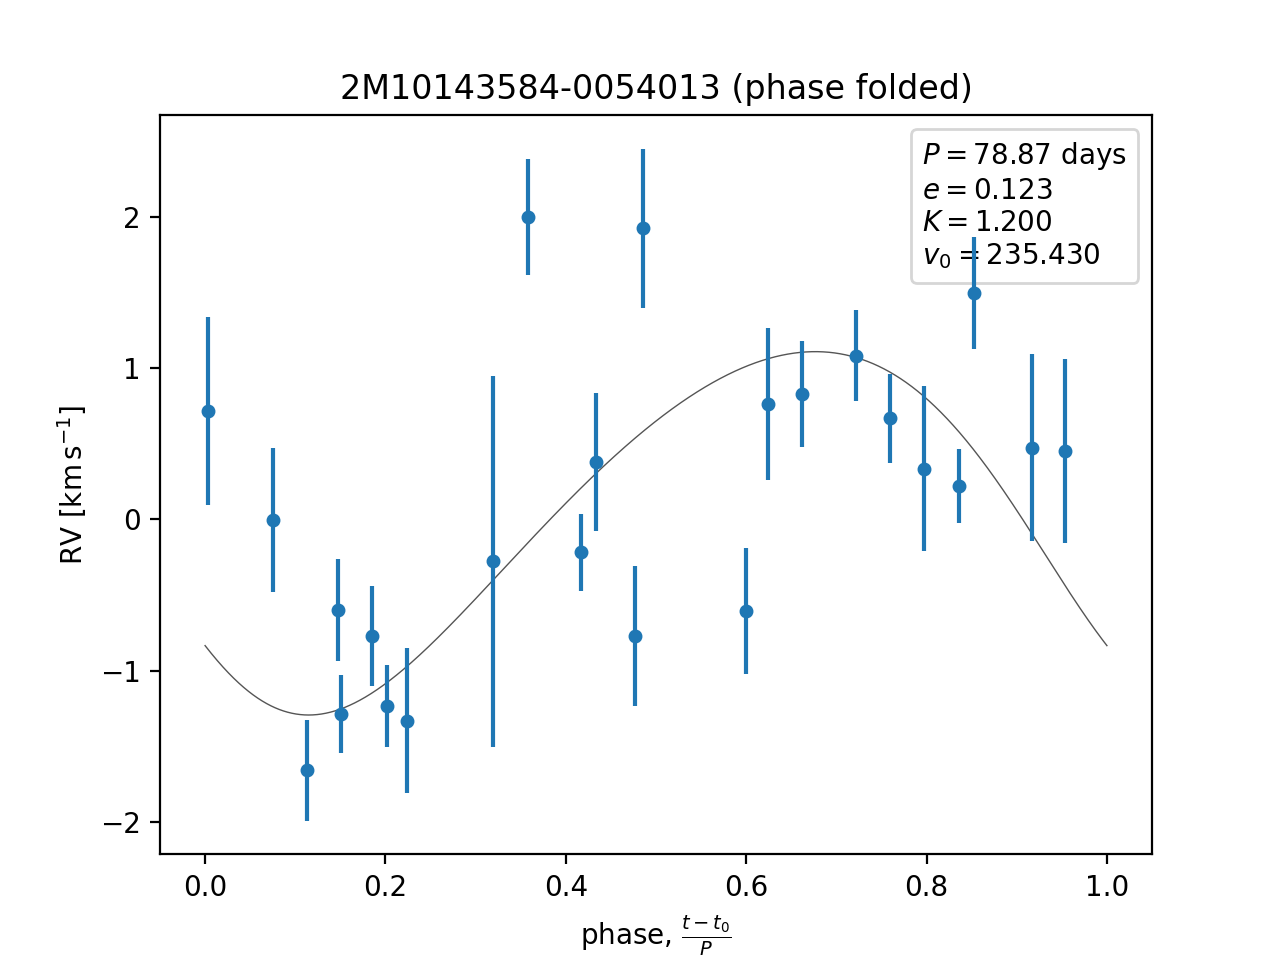 2M10143584-0054013 (phase folded)
P = 78.87 days
e = 0.123
K = 1.200
v₀ = 235.430
2
1
0
−1
−2
RV [km s⁻¹]
0.0 0.2 0.4 0.6 0.8 1.0
phase, (t − t₀)/P